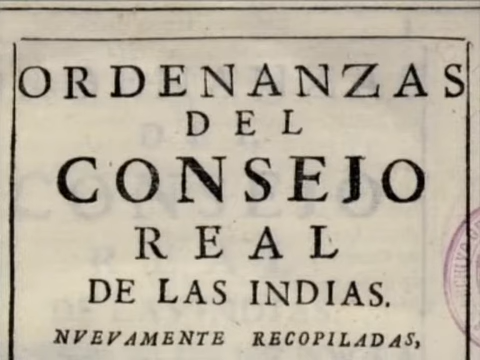 ORDENANZAS
DEL
CONSEJO
REAL
DE LAS INDIAS.
NVEVAMENTE RECOPILADAS,